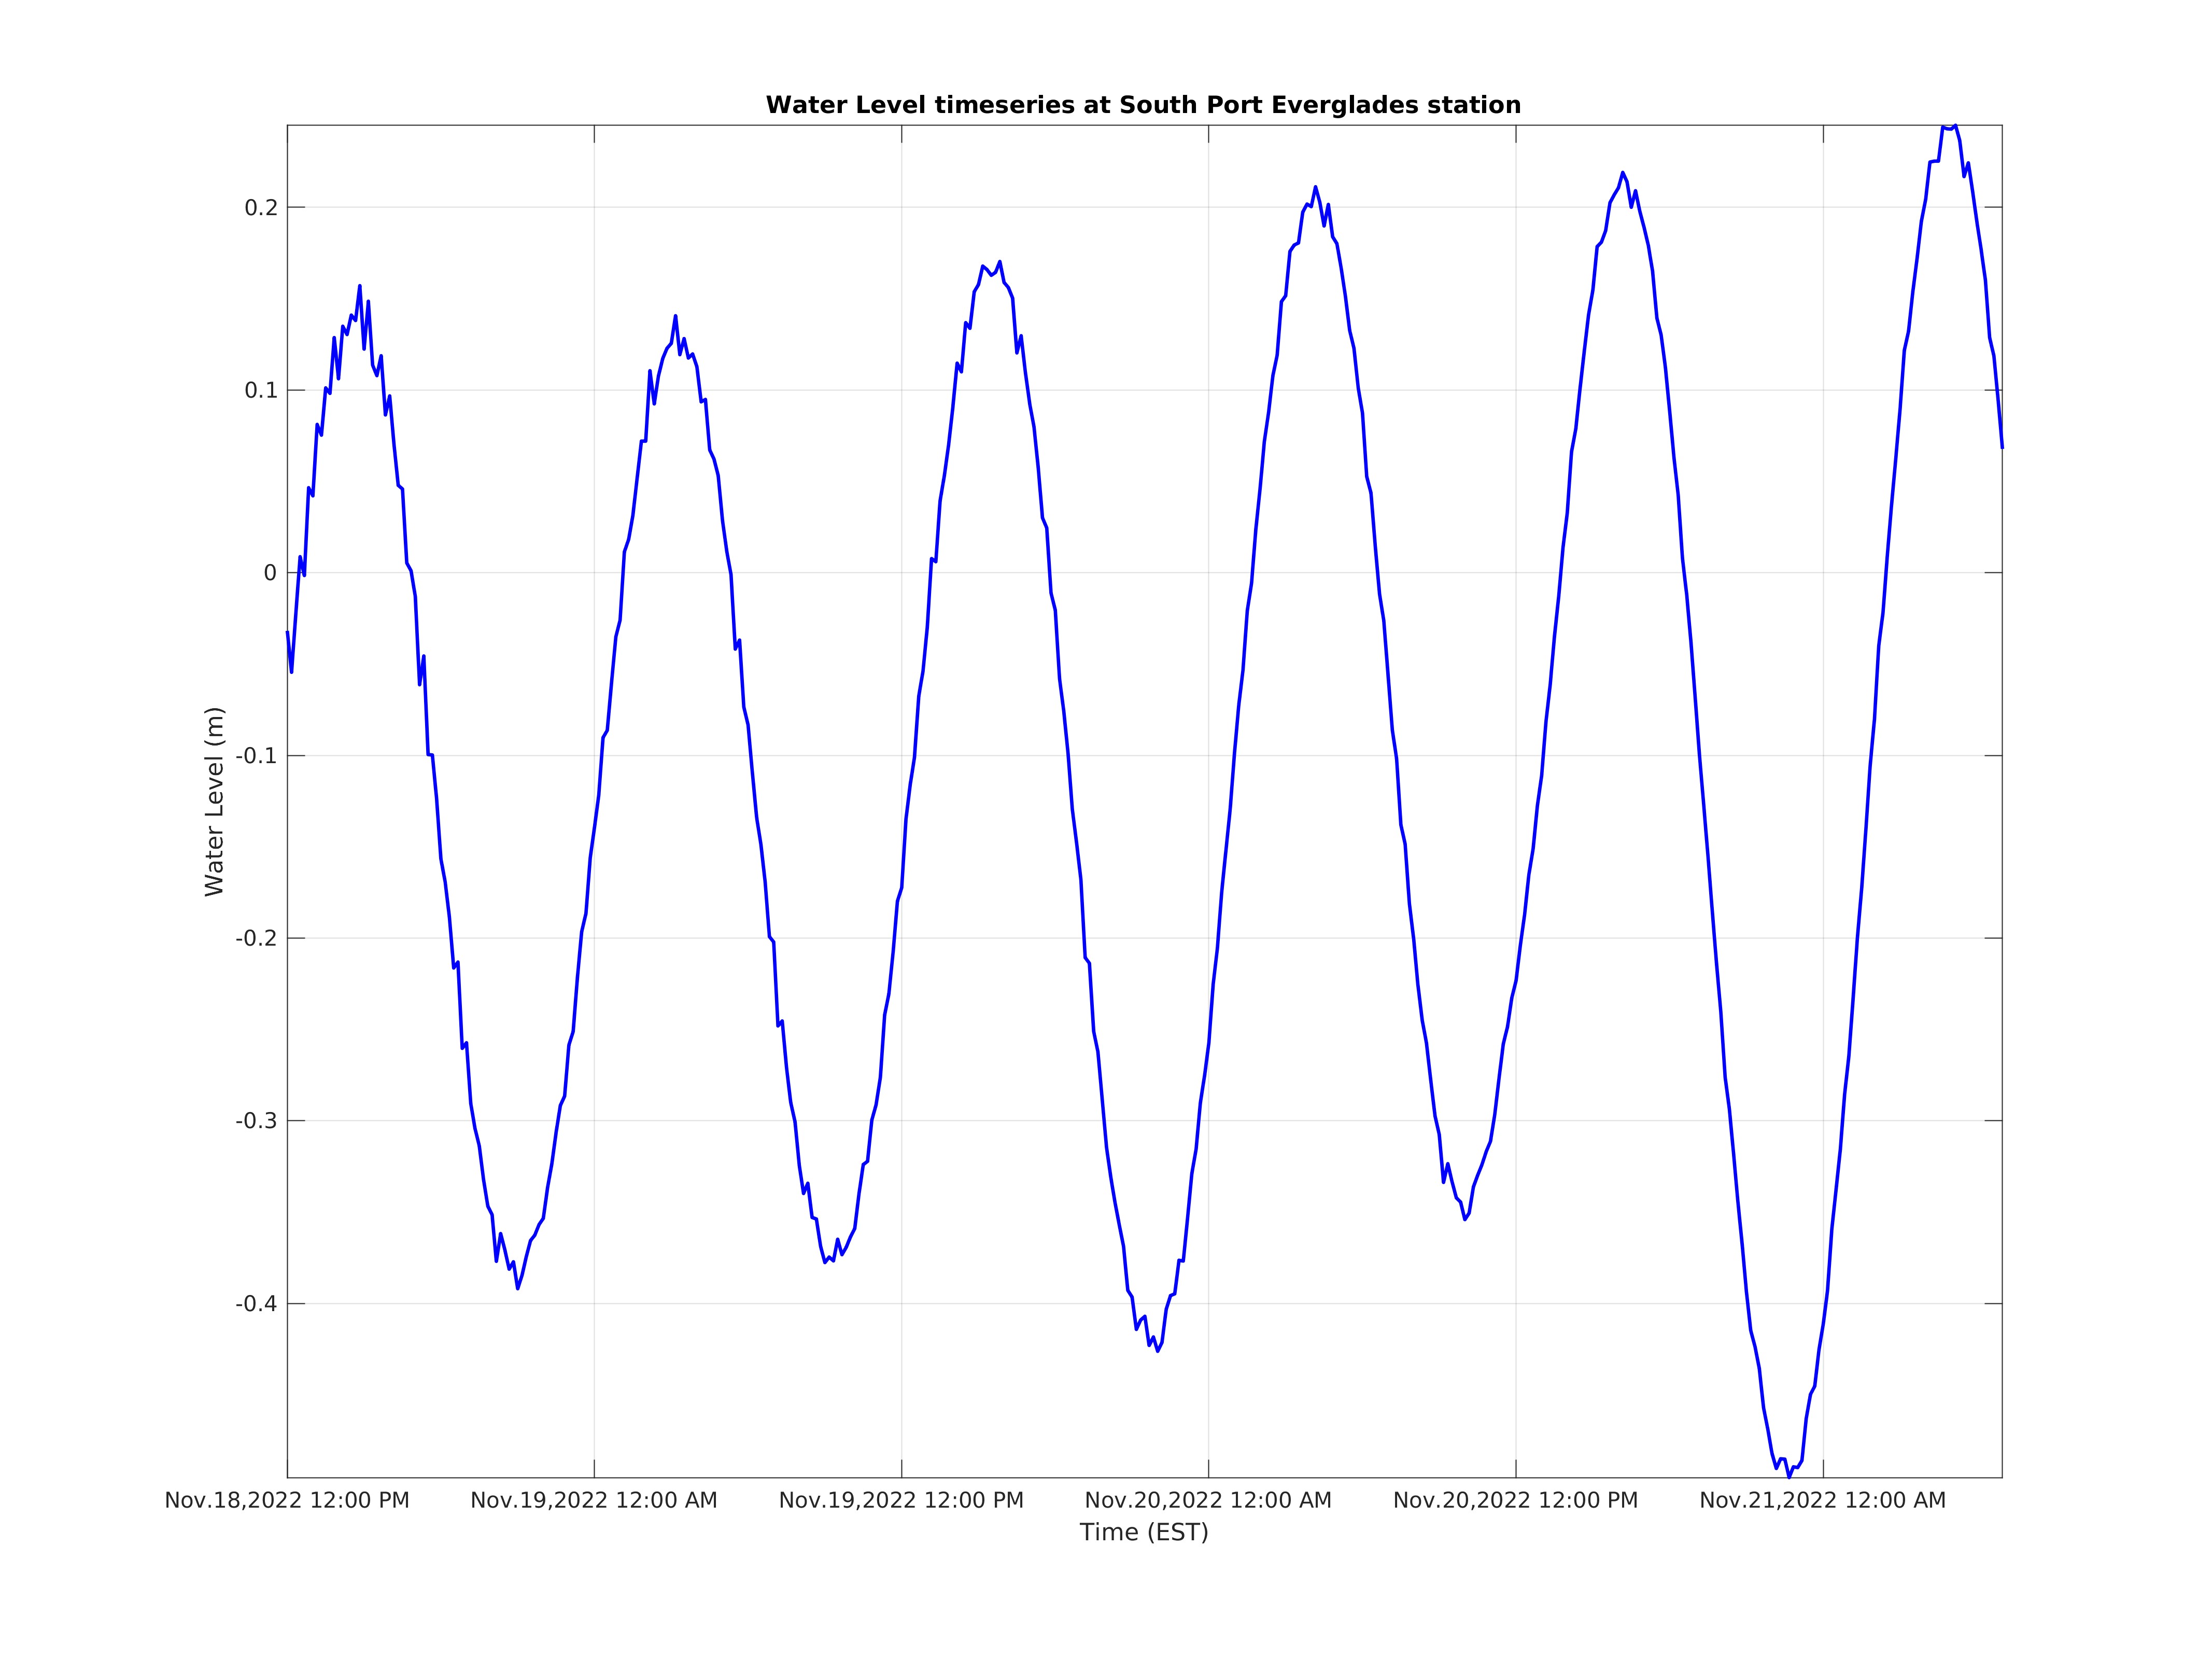 Water Level timeseries at South Port Everglades station
0.2
0.1
0
-0.1
-0.2
-0.3
-0.4
Water Level (m)
Nov.18,2022 12:00 PM
Nov.19,2022 12:00 AM
Nov.19,2022 12:00 PM
Nov.20,2022 12:00 AM
Nov.20,2022 12:00 PM
Nov.21,2022 12:00 AM
Time (EST)